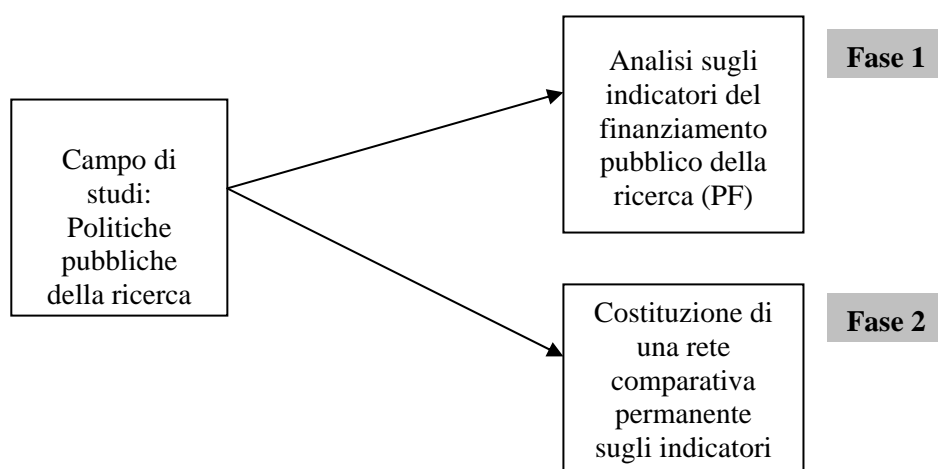 Campo di
studi:
Politiche
pubbliche
della ricerca
Analisi sugli
indicatori del
finanziamento
pubblico della
ricerca (PF)
Fase 1
Costituzione di
una rete
comparativa
permanente
sugli indicatori
Fase 2